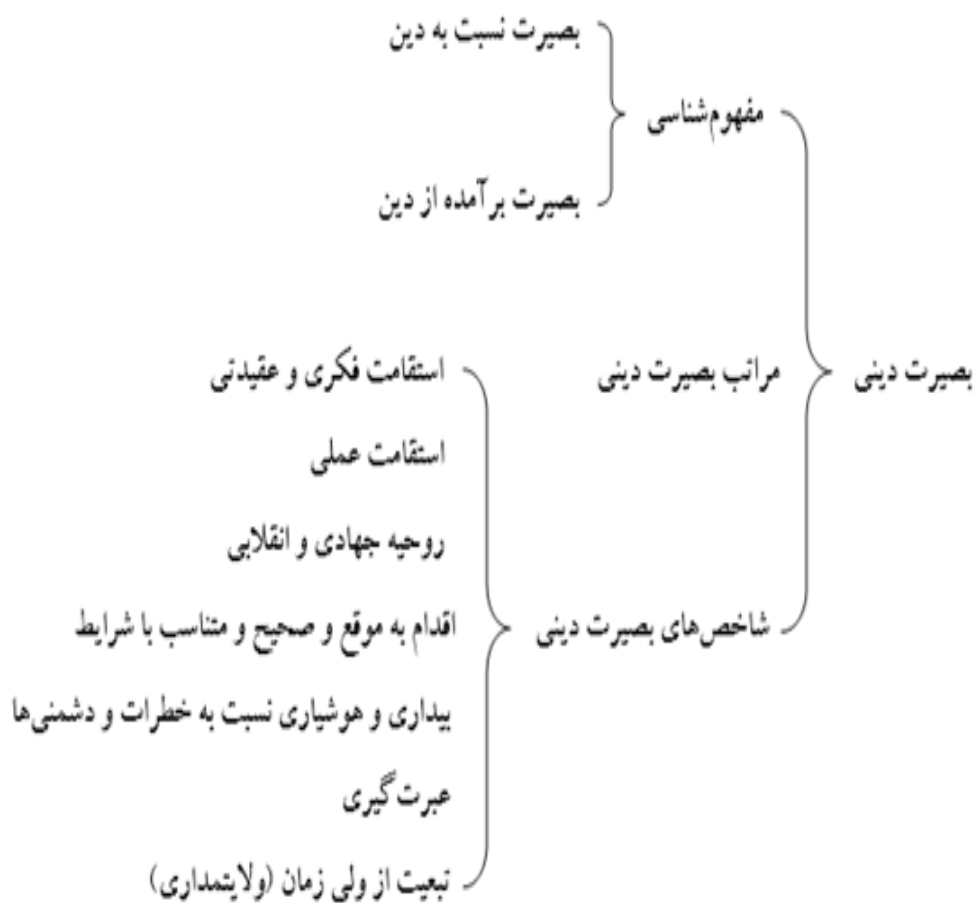 بصیرت دینی
مفهوم‌شناسی
بصیرت نسبت به دین
بصیرت برآمده از دین
مراتب بصیرت دینی
شاخص‌های بصیرت دینی
استقامت فکری و عقیدتی
استقامت عملی
روحیه جهادی و انقلابی
اقدام به موقع و صحیح و متناسب با شرایط
بیداری و هوشیاری نسبت به خطرات و دشمنی‌ها
عبرت‌گیری
تبعیت از ولی زمان (ولایتمداری)